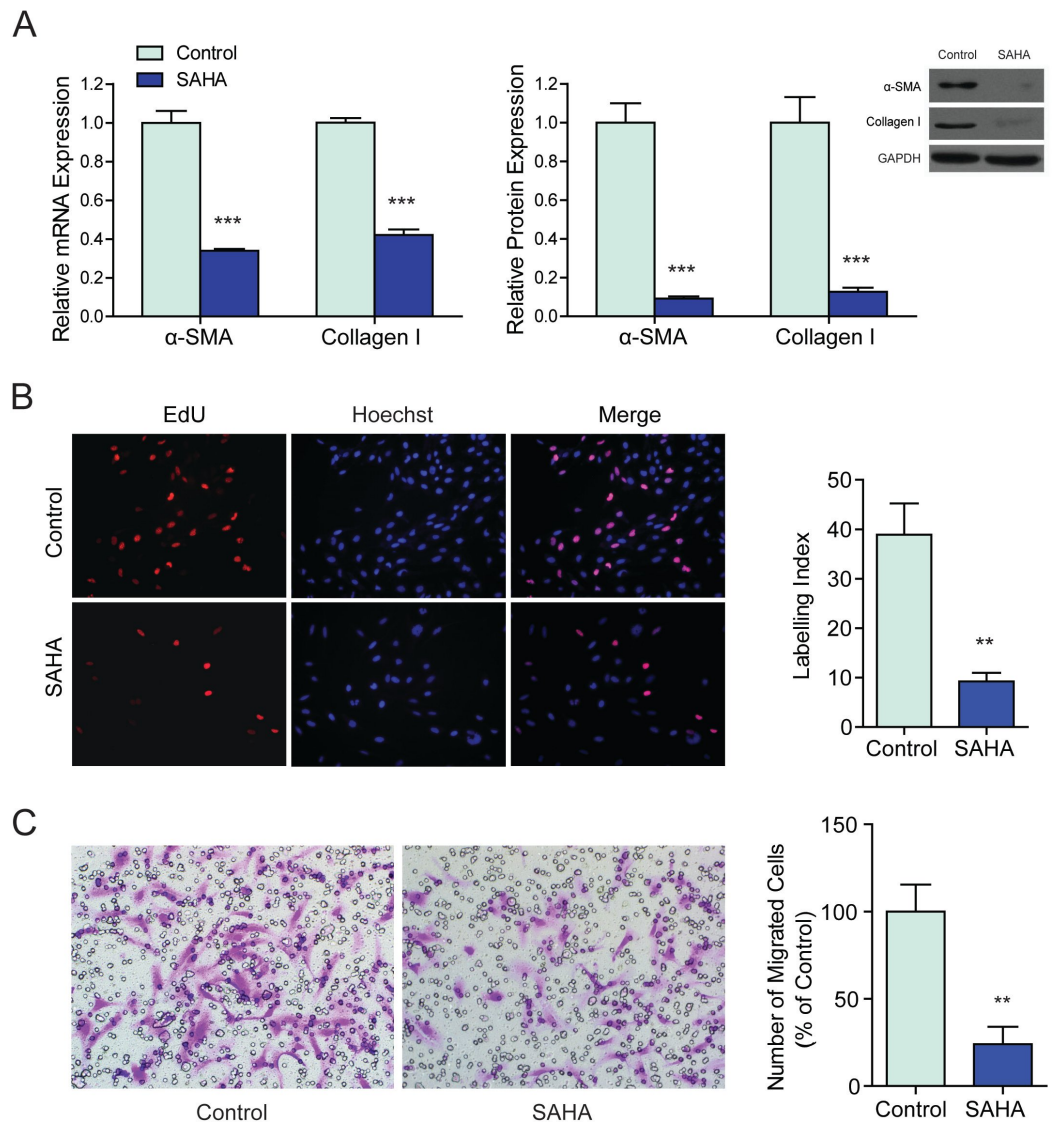 A
Control
SAHA
Relative mRNA Expression
1.2
1.0
0.8
0.6
0.4
0.2
0.0
***
***
α-SMA
Collagen I
Relative Protein Expression
1.2
1.0
0.8
0.6
0.4
0.2
0.0
***
***
α-SMA
Collagen I
Control
SAHA
α-SMA
Collagen I
GAPDH
B
EdU
Hoechst
Merge
Control
SAHA
Labelling Index
50
40
30
20
10
0
**
Control
SAHA
C
Control
SAHA
Number of Migrated Cells
(% of Control)
150
100
50
0
**
Control
SAHA